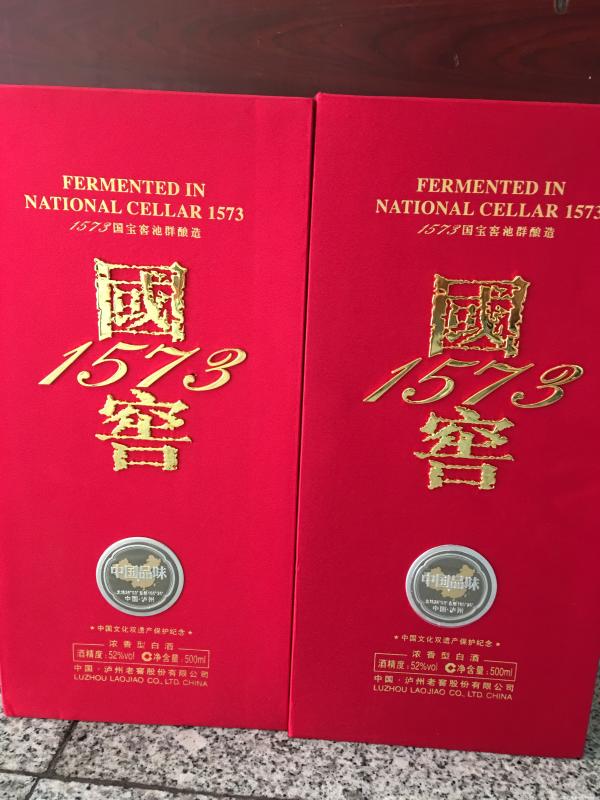 FERMENTED IN
NATIONAL CELLAR 1573
1573国宝窖池群酿造
國
1573
窖
中国品味
中国·泸州
★中国文化双遗产保护纪念★
浓香型白酒
酒精度:52%vol C净含量:500ml
中国·泸州老窖股份有限公司
LUZHOU LAOJIAO CO., LTD. CHINA
FERMENTED IN
NATIONAL CELLAR 1573
1573国宝窖池群酿造
國
1573
窖
中国品味
中国·泸州
★中国文化双遗产保护纪念★
浓香型白酒
酒精度:52%vol C净含量:500ml
中国·泸州老窖股份有限公司
LUZHOU LAOJIAO CO., LTD. CHINA